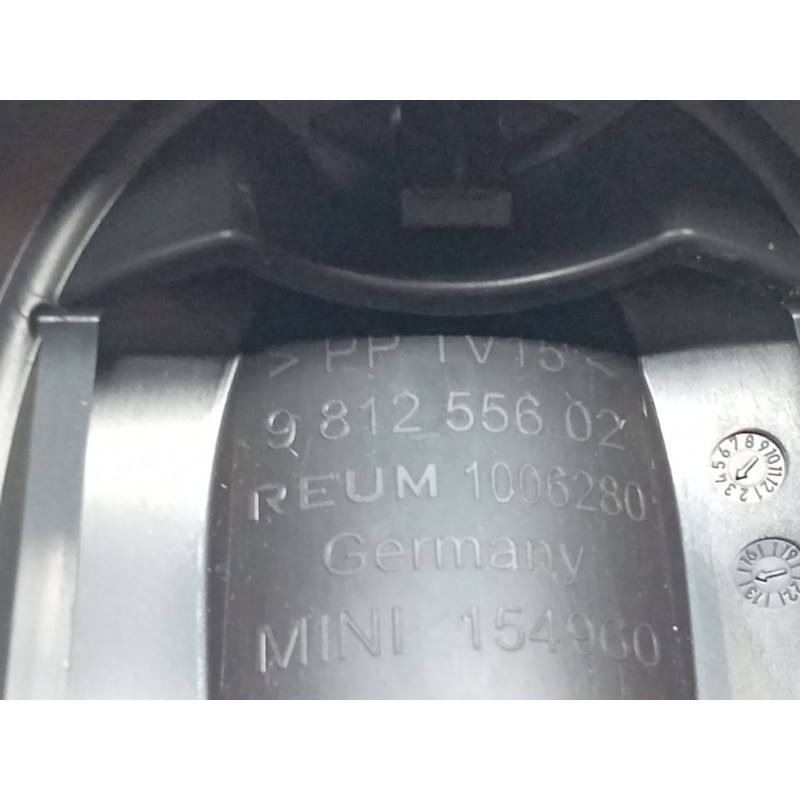 > PP TV15 <
9 812 556 02
REUM 1006280
Germany
MINI 154960